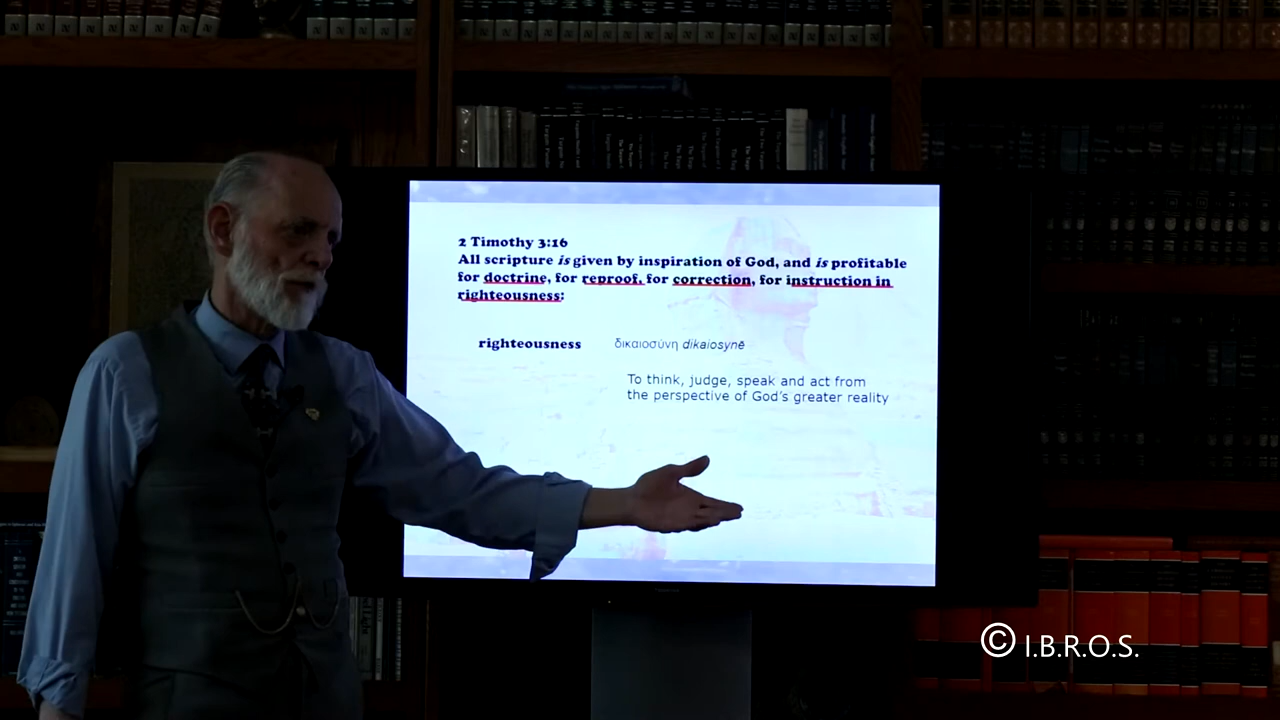 2 Timothy 3:16
All scripture is given by inspiration of God, and is profitable
for doctrine, for reproof, for correction, for instruction in
righteousness:
righteousness δικαιοσύνη dikaiosynē
To think, judge, speak and act from
the perspective of God's greater reality
© I.B.R.O.S.